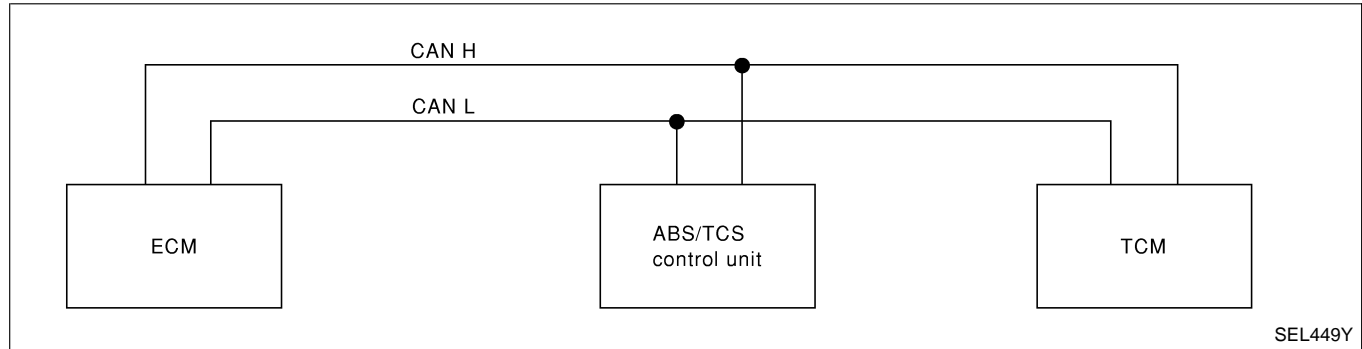 CAN H
CAN L
ECM
ABS/TCS
control unit
TCM
SEL449Y